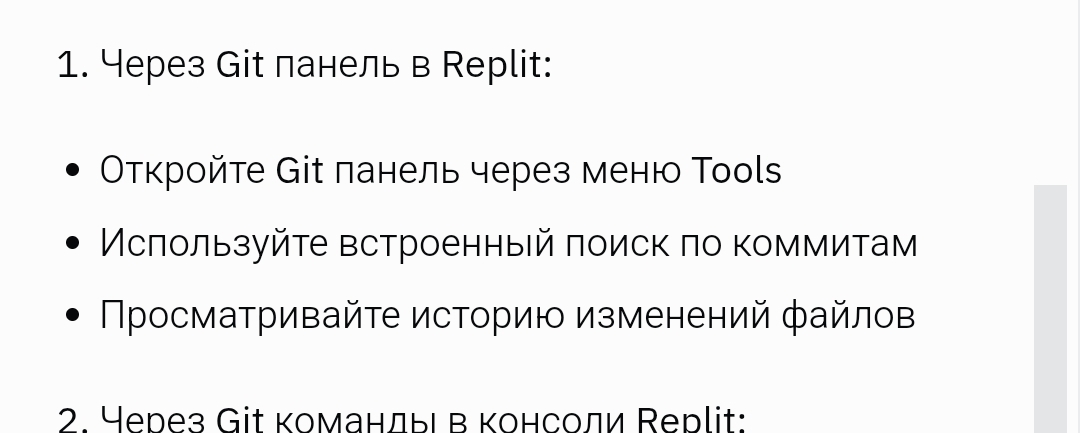 1. Через Git панель в Replit:
• Откройте Git панель через меню Tools
• Используйте встроенный поиск по коммитам
• Просматривайте историю изменений файлов
2. Через Git команды в консоли Replit: